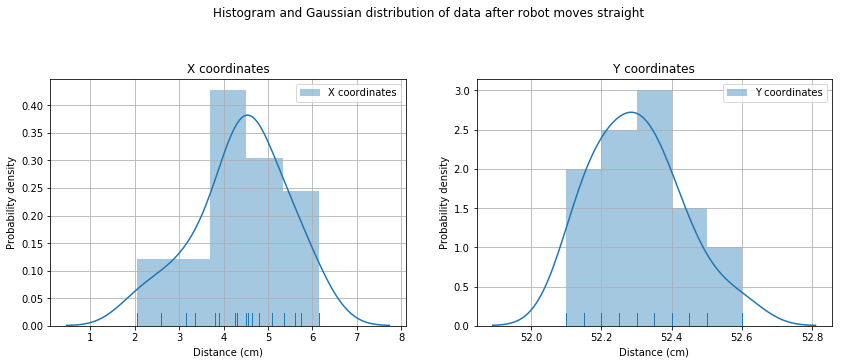 Histogram and Gaussian distribution of data after robot moves straight
X coordinates
X coordinates
0.40
0.35
0.30
0.25
0.20
0.15
0.10
0.05
0.00
Probability density
1 2 3 4 5 6 7 8
Distance (cm)
Y coordinates
Y coordinates
3.0
2.5
2.0
1.5
1.0
0.5
0.0
Probability density
52.0 52.2 52.4 52.6 52.8
Distance (cm)